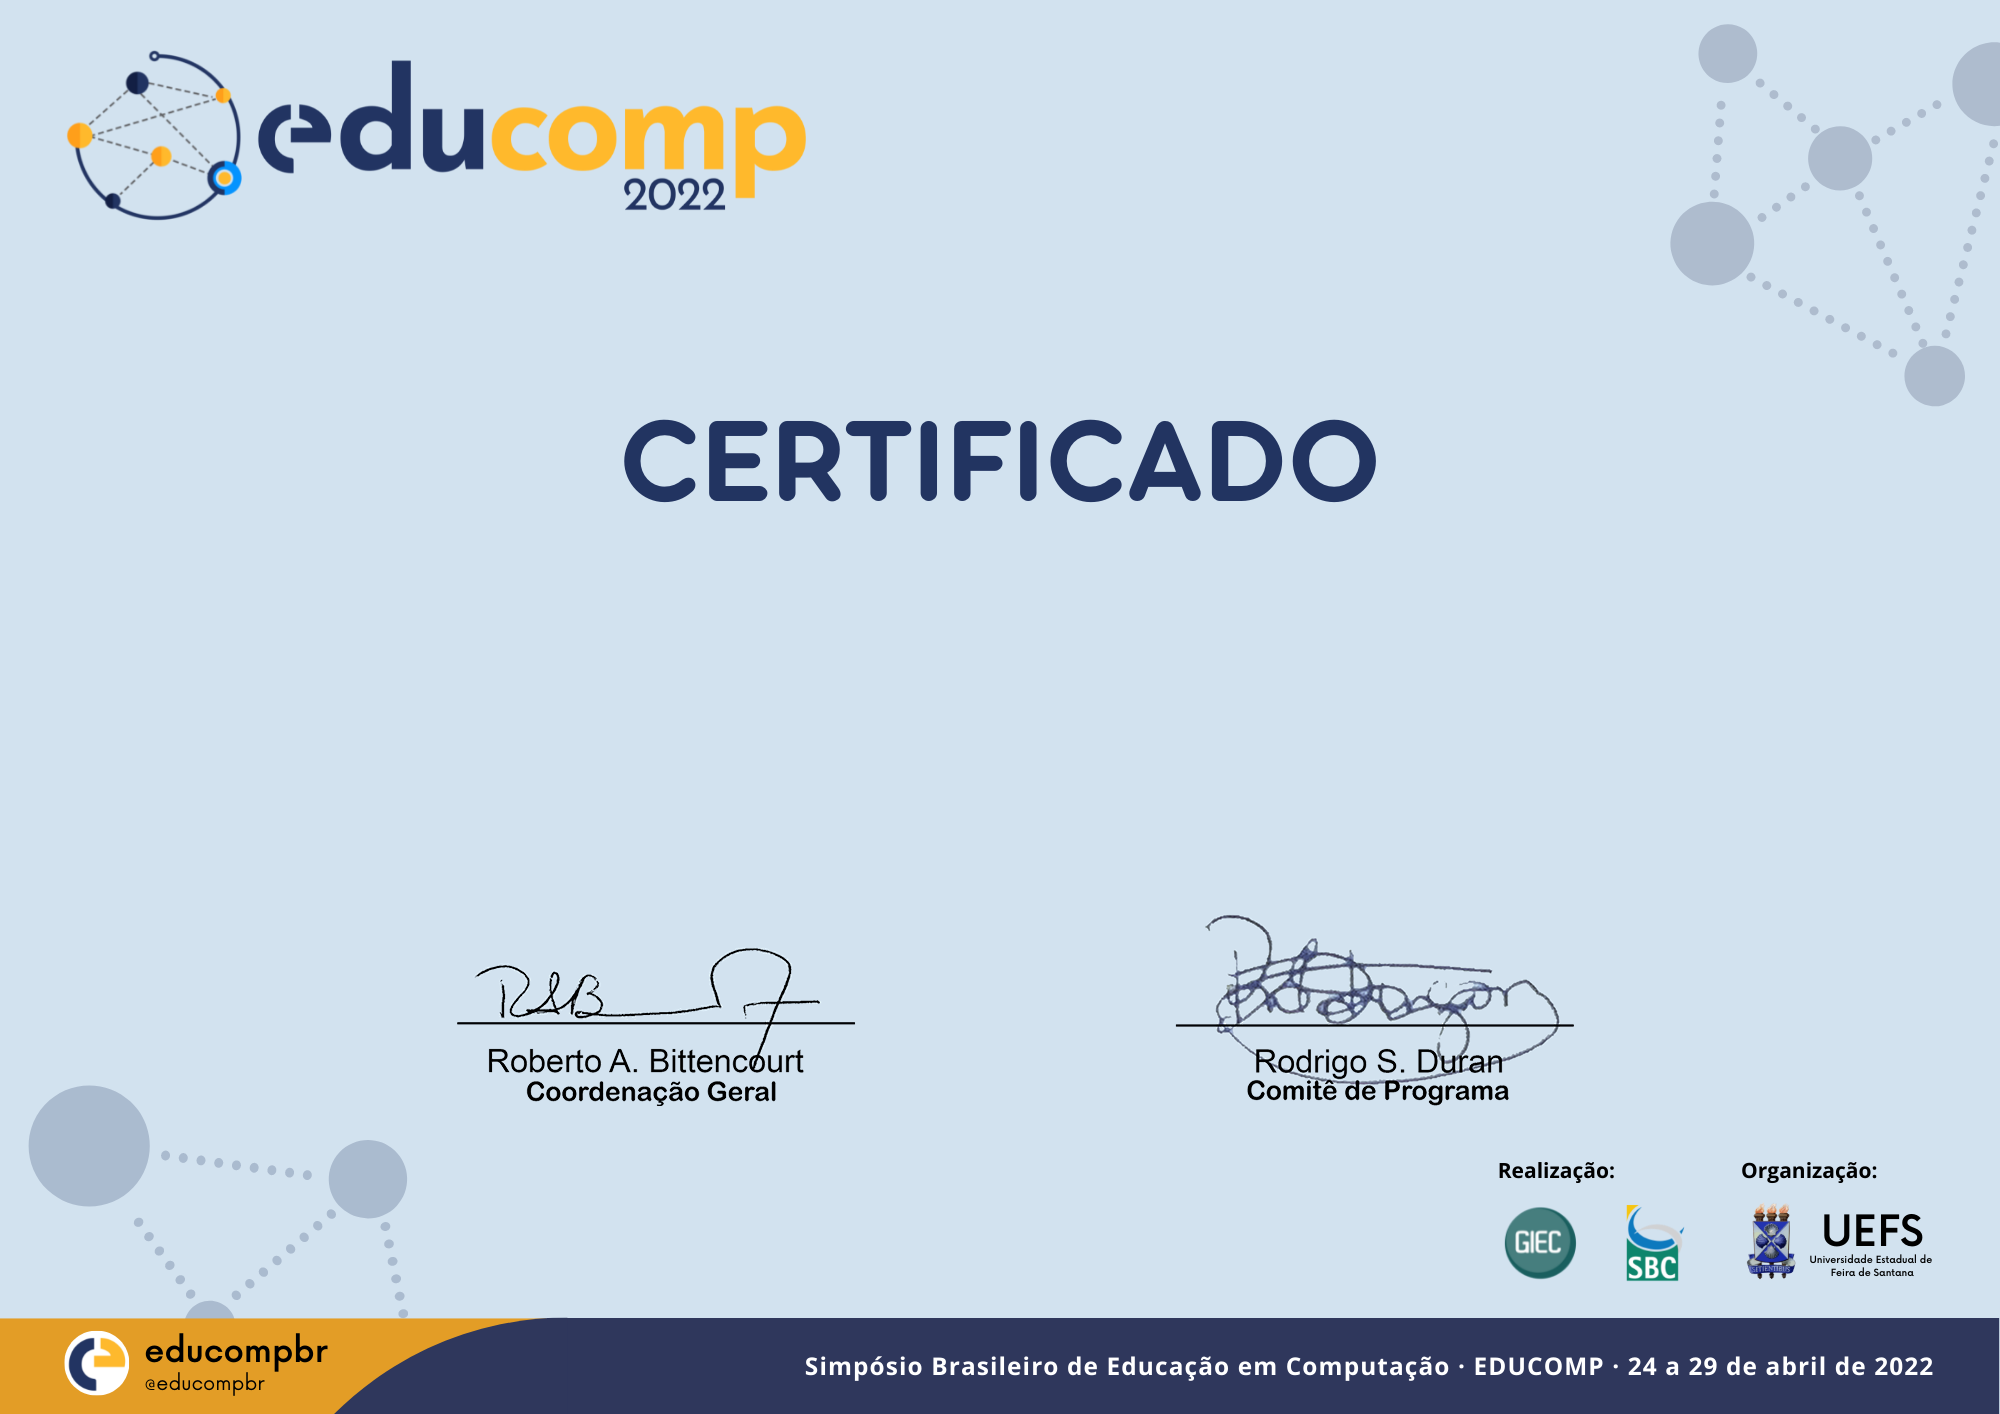 educomp
2022
CERTIFICADO
Roberto A. Bittencourt
Coordenação Geral
Rodrigo S. Duran
Comitê de Programa
Realização:
Organização:
GIEC
SBC
UEFS
Universidade Estadual de
Feira de Santana
educompbr
@educompbr
Simpósio Brasileiro de Educação em Computação · EDUCOMP · 24 a 29 de abril de 2022